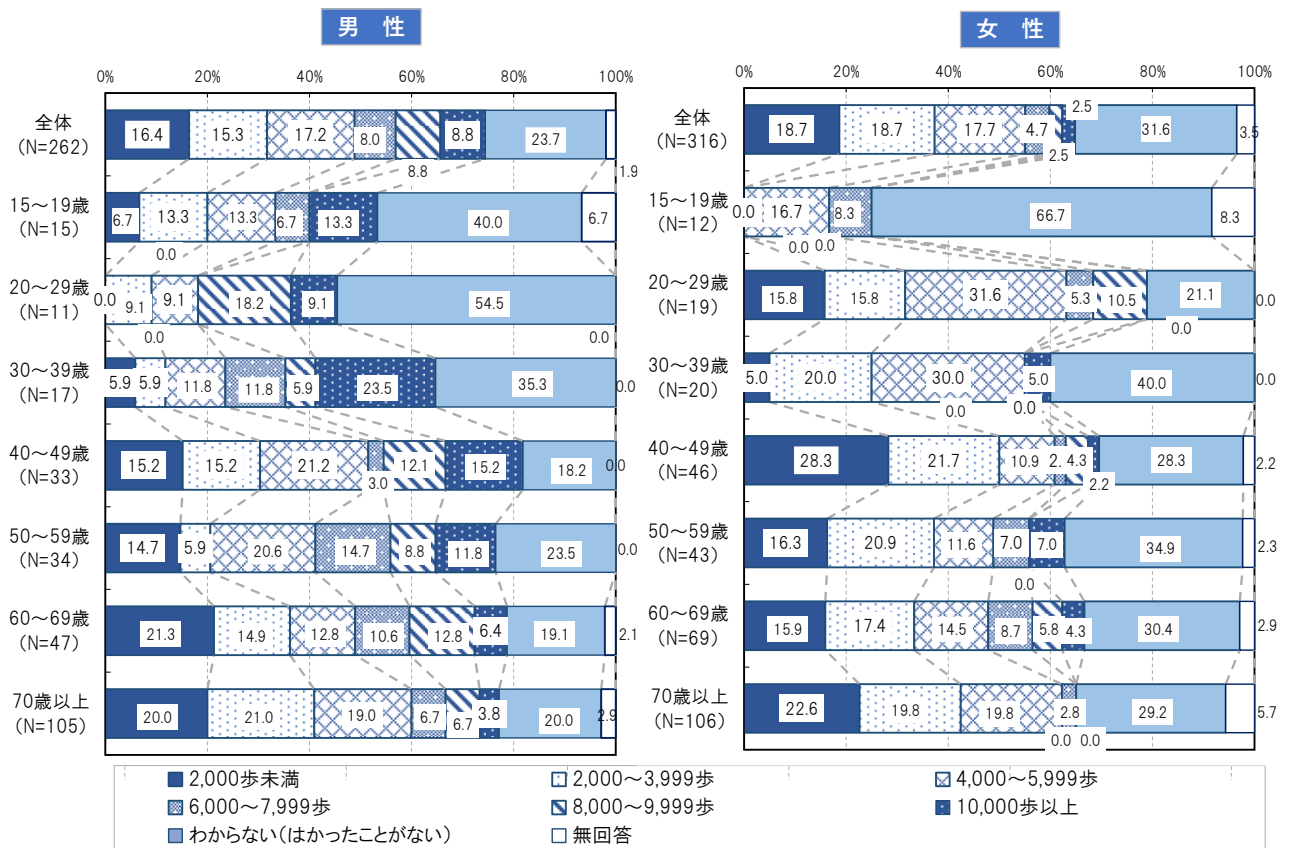 男 性
0% 20% 40% 60% 80% 100%
全体
(N=262)
16.4 15.3 17.2 8.0 8.8 8.8 23.7 1.9
15～19歳
(N=15)
6.7 13.3 13.3 6.7 0.0 13.3 40.0 6.7
20～29歳
(N=11)
0.0 9.1 9.1 0.0 18.2 9.1 54.5 0.0
30～39歳
(N=17)
5.9 5.9 11.8 11.8 5.9 23.5 35.3 0.0
40～49歳
(N=33)
15.2 15.2 21.2 3.0 12.1 15.2 18.2 0.0
50～59歳
(N=34)
14.7 5.9 20.6 14.7 8.8 11.8 23.5 0.0
60～69歳
(N=47)
21.3 14.9 12.8 10.6 12.8 6.4 19.1 2.1
70歳以上
(N=105)
20.0 21.0 19.0 6.7 6.7 3.8 20.0 2.9
女 性
0% 20% 40% 60% 80% 100%
全体
(N=316)
18.7 18.7 17.7 4.7 2.5 2.5 31.6 3.5
15～19歳
(N=12)
0.0 16.7 8.3 0.0 0.0 66.7 8.3
20～29歳
(N=19)
15.8 15.8 31.6 5.3 10.5 0.0 21.1 0.0
30～39歳
(N=20)
5.0 20.0 30.0 0.0 0.0 5.0 40.0 0.0
40～49歳
(N=46)
28.3 21.7 10.9 2. 4.3 2.2 28.3 2.2
50～59歳
(N=43)
16.3 20.9 11.6 7.0 0.0 7.0 34.9 2.3
60～69歳
(N=69)
15.9 17.4 14.5 8.7 5.8 4.3 30.4 2.9
70歳以上
(N=106)
22.6 19.8 19.8 2.8 0.0 0.0 29.2 5.7
2,000歩未満 2,000～3,999歩 4,000～5,999歩
6,000～7,999歩 8,000～9,999歩 10,000歩以上
わからない(はかったことがない) 無回答